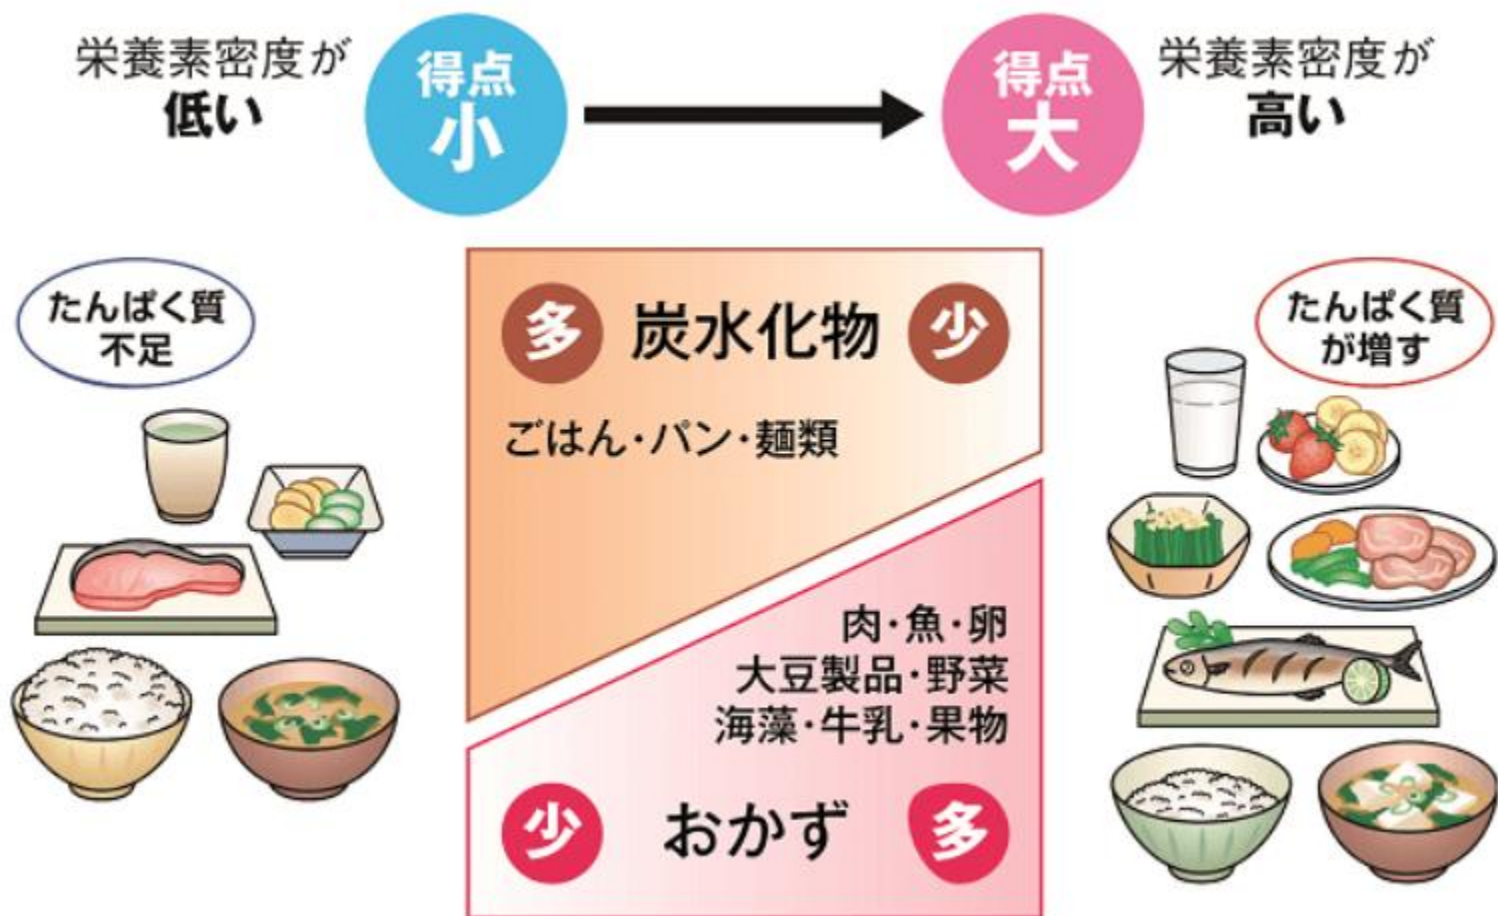 栄養素密度が
低い
得点
小
得点
大
栄養素密度が
高い
たんぱく質
不足
多 炭水化物 少
ごはん・パン・麺類
肉・魚・卵
大豆製品・野菜
海藻・牛乳・果物
少 おかず 多
たんぱく質
が増す